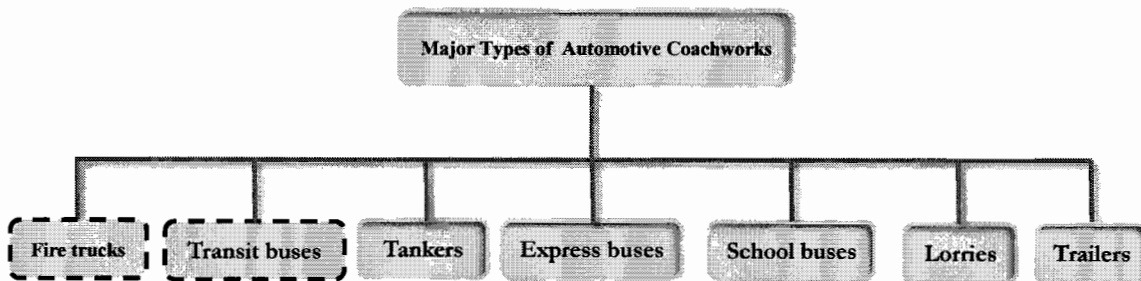 Major Types of Automotive Coachworks
Fire trucks
Transit buses
Tankers
Express buses
School buses
Lorries
Trailers